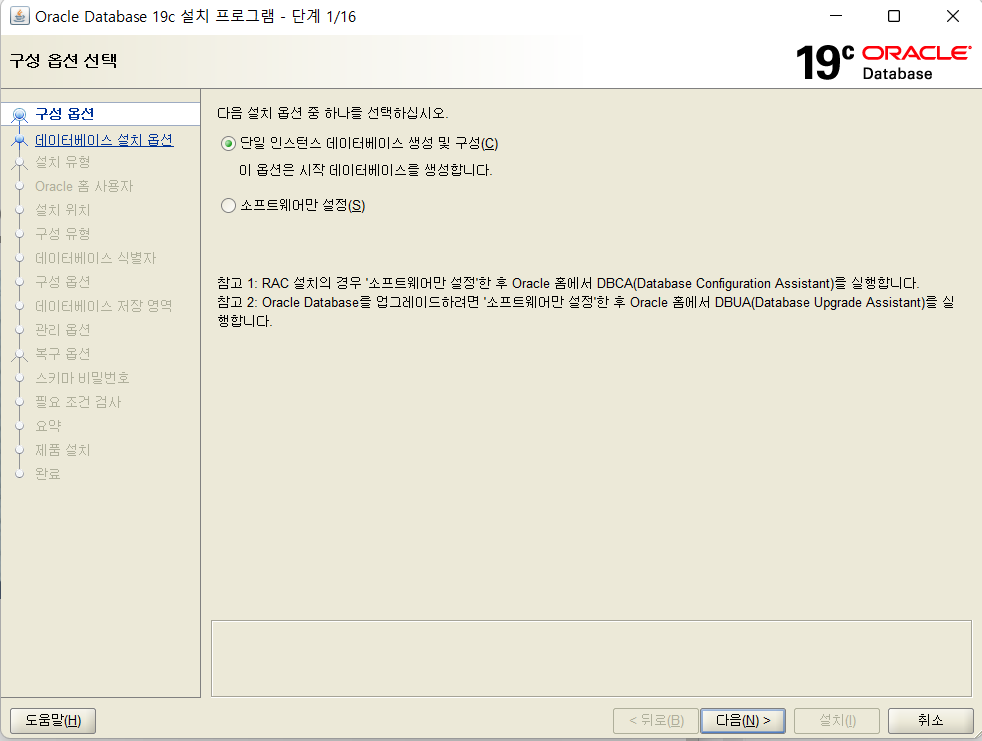 Oracle Database 19c 설치 프로그램 - 단계 1/16
구성 옵션 선택
19c ORACLE
Database
구성 옵션
데이터베이스 설치 옵션
설치 유형
Oracle 홈 사용자
설치 위치
구성 유형
데이터베이스 식별자
구성 옵션
데이터베이스 저장 영역
관리 옵션
복구 옵션
스키마 비밀번호
필요 조건 검사
요약
제품 설치
완료
다음 설치 옵션 중 하나를 선택하십시오.
단일 인스턴스 데이터베이스 생성 및 구성(C)
이 옵션은 시작 데이터베이스를 생성합니다.
소프트웨어만 설정(S)
참고 1: RAC 설치의 경우 '소프트웨어만 설정'한 후 Oracle 홈에서 DBCA(Database Configuration Assistant)를 실행합니다.
참고 2: Oracle Database를 업그레이드하려면 '소프트웨어만 설정'한 후 Oracle 홈에서 DBUA(Database Upgrade Assistant)를 실
행합니다.
도움말(H)
< 뒤로(B)
다음(N) >
설치(I)
취소